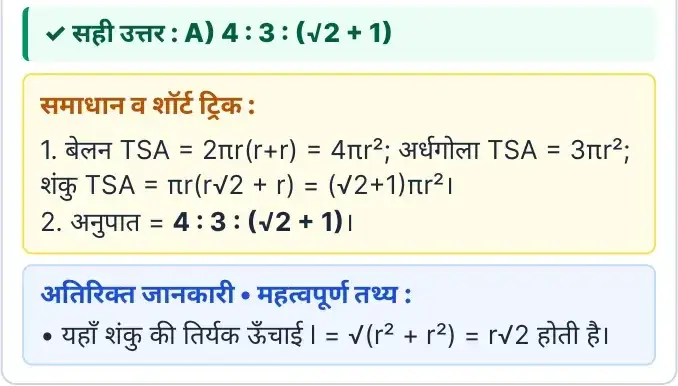 ✓ सही उत्तर : A) 4 : 3 : (√2 + 1)
समाधान व शॉर्ट ट्रिक :
1. बेलन TSA = 2πr(r+r) = 4πr²; अर्धगोला TSA = 3πr²;
शंकु TSA = πr(r√2 + r) = (√2+1)πr²।
2. अनुपात = 4 : 3 : (√2 + 1)।
अतिरिक्त जानकारी • महत्वपूर्ण तथ्य :
• यहाँ शंकु की तिर्यक ऊँचाई l = √(r² + r²) = r√2 होती है।